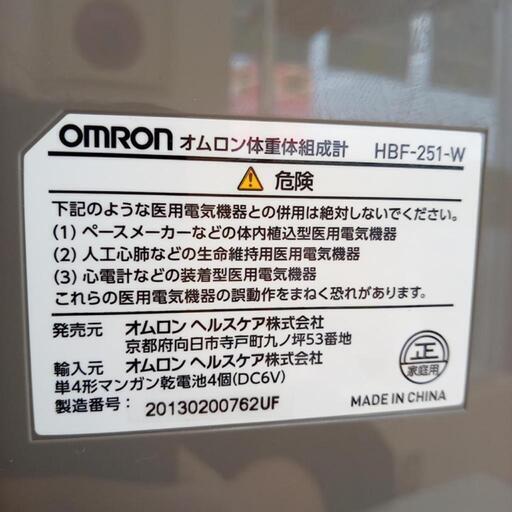 OMRON オムロン体重体組成計 HBF-251-W
危険
下記のような医用電気機器との併用は絶対しないでください。
(1) ペースメーカーなどの体内植込型医用電気機器
(2) 人工心肺などの生命維持用医用電気機器
(3) 心電計などの装着型医用電気機器
これらの医用電気機器の誤動作をまねく恐れがあります。
発売元 オムロン ヘルスケア株式会社
京都府向日市寺戸町九ノ坪53番地
輸入元 オムロン ヘルスケア株式会社
単4形マンガン乾電池4個(DC6V)
製造番号: 20130200762UF
正
家庭用
MADE IN CHINA